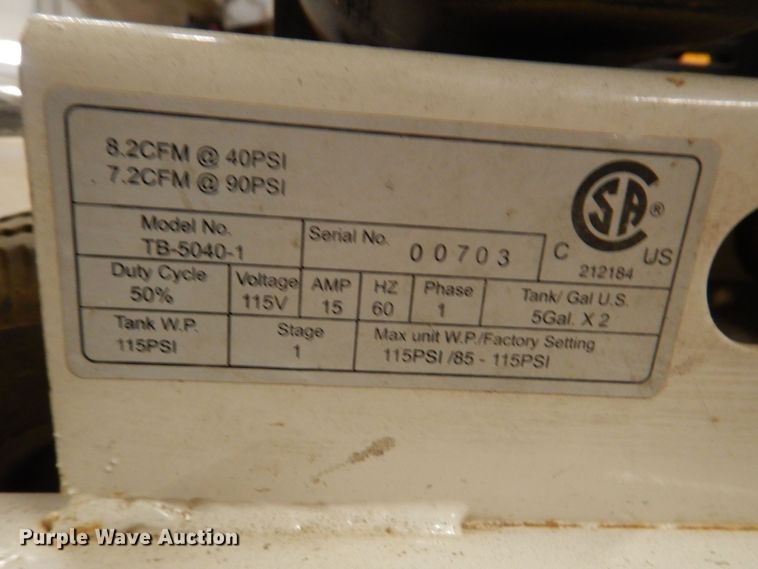 8.2CFM @ 40PSI
7.2CFM @ 90PSI
Model No.
TB-5040-1
Serial No. 00703
CSA®
C US
212184
Duty Cycle
50%
Voltage
115V
AMP
15
HZ
60
Phase
1
Tank/ Gal U.S.
5Gal. X 2
Tank W.P.
115PSI
Stage
1
Max unit W.P./Factory Setting
115PSI /85 - 115PSI
Purple Wave Auction